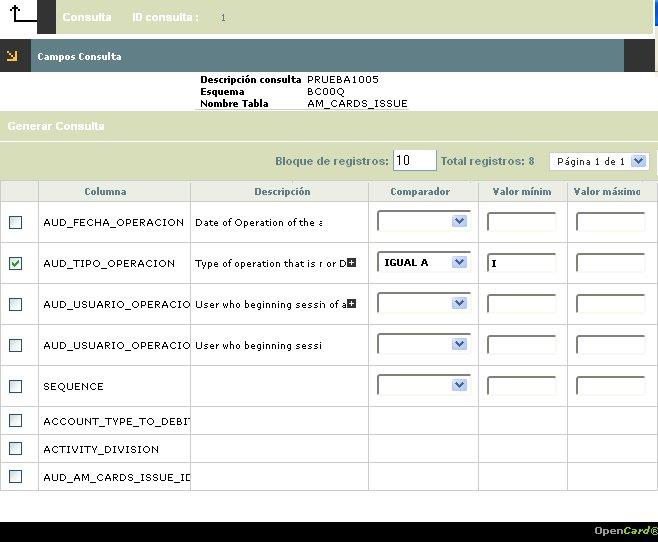 Consulta ID consulta : 1
Campos Consulta
Descripción consulta PRUEBA1005
Esquema BC00Q
Nombre Tabla AM_CARDS_ISSUE
Generar Consulta
Bloque de registros: 10 Total registros: 8 Página 1 de 1
Columna Descripción Comparador Valor mínim Valor máximo
AUD_FECHA_OPERACION Date of Operation of the a
AUD_TIPO_OPERACION Type of operation that is r or D IGUAL A I
AUD_USUARIO_OPERACIO User who beginning sessin of a
AUD_USUARIO_OPERACIO User who beginning sessi
SEQUENCE
ACCOUNT_TYPE_TO_DEBIT
ACTIVITY_DIVISION
AUD_AM_CARDS_ISSUE_ID
OpenCard®